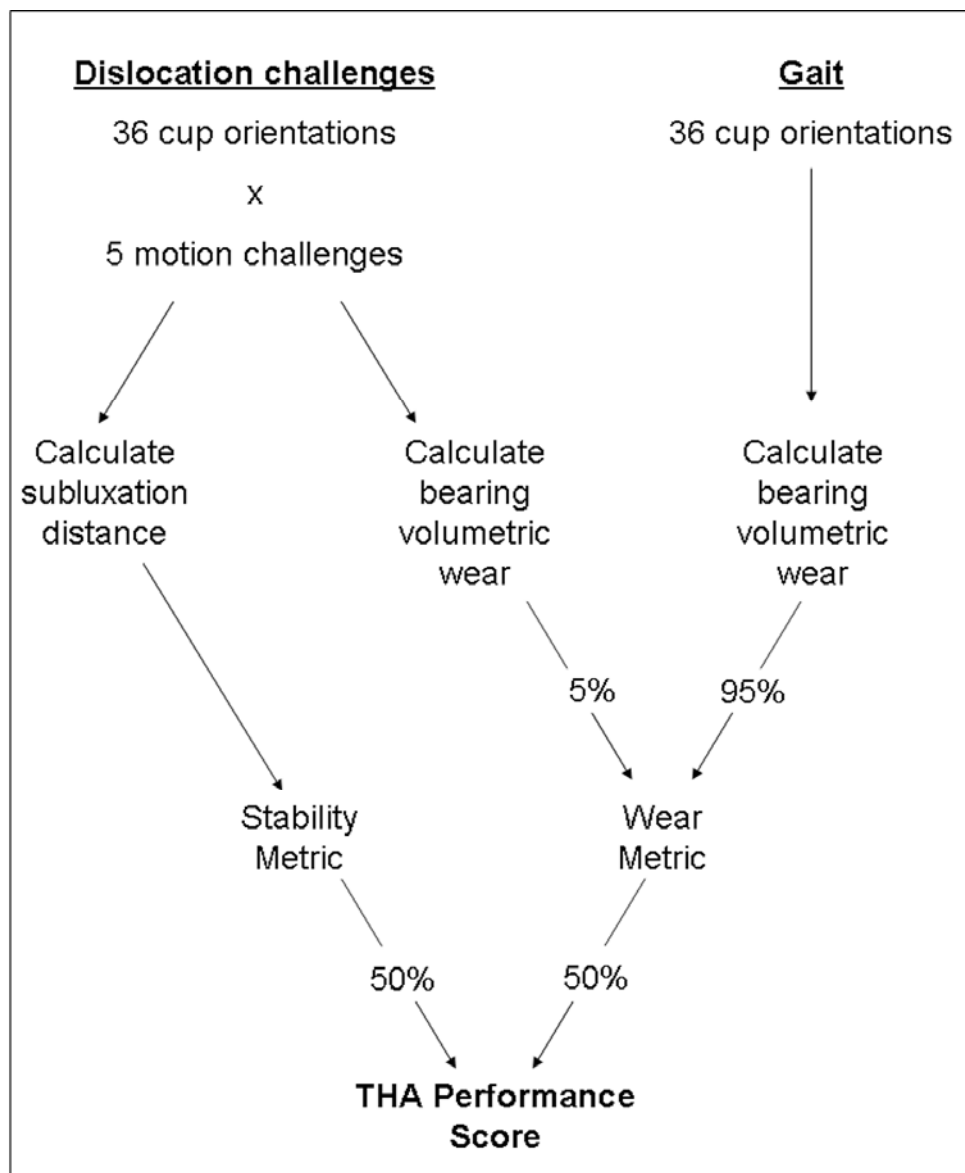 Dislocation challenges
36 cup orientations
x
5 motion challenges
Gait
36 cup orientations
Calculate
subluxation
distance
Calculate
bearing
volumetric
wear
Calculate
bearing
volumetric
wear
5%
95%
Stability
Metric
Wear
Metric
50%
50%
THA Performance
Score